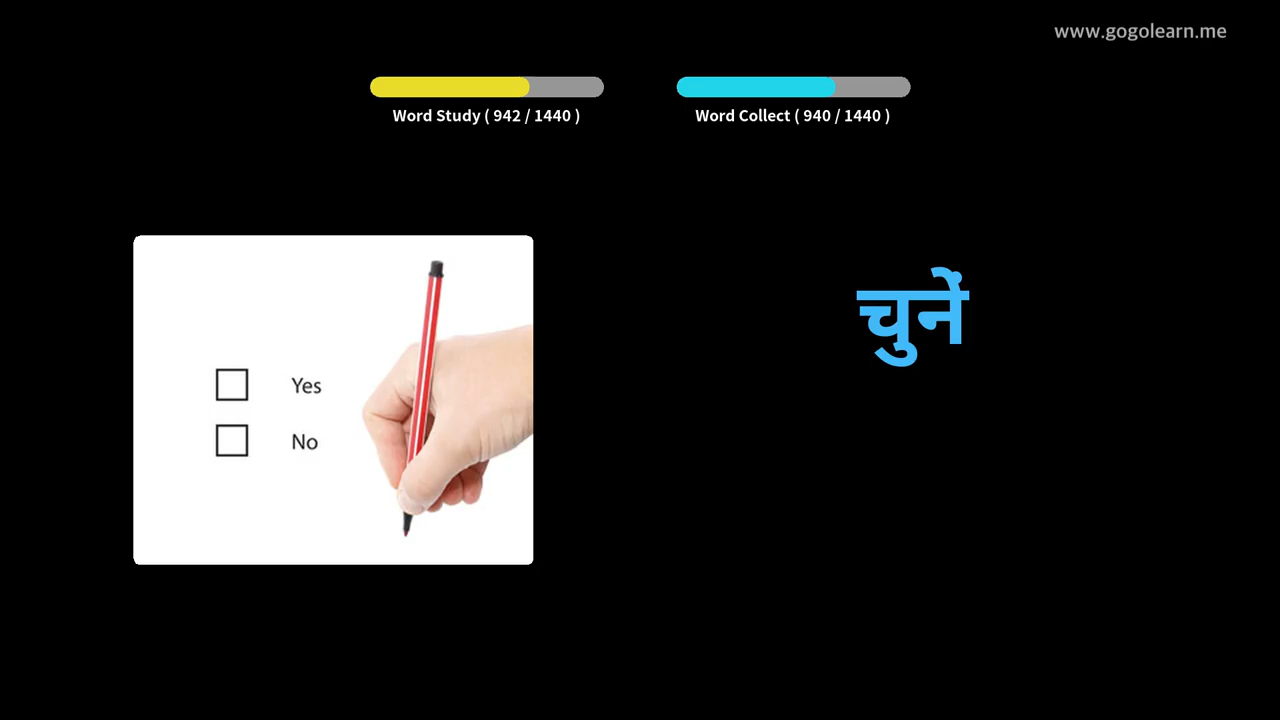 www.gogolearn.me
Word Study ( 942 / 1440 )
Word Collect ( 940 / 1440 )
चुनें
Yes
No